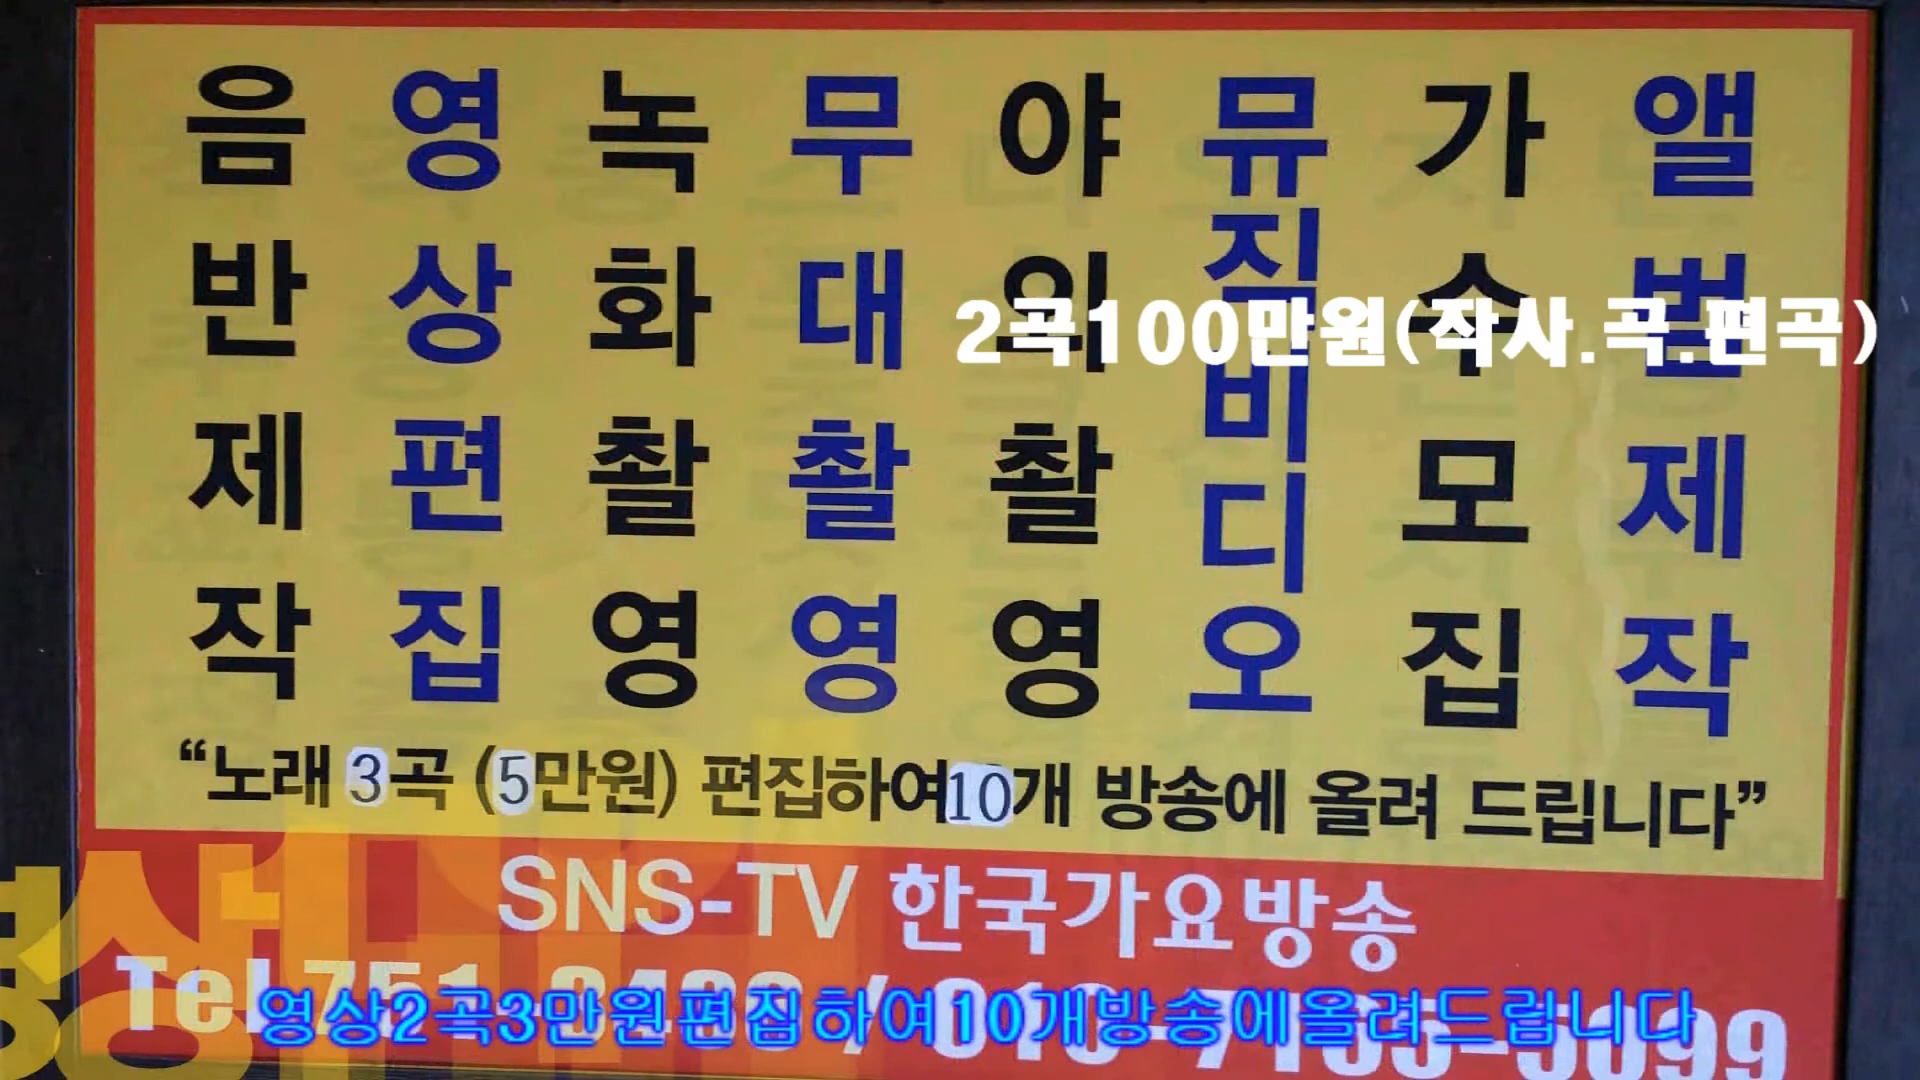 음반제작
영상편집
녹화촬영
무대촬영
야외촬영
뮤직비디오
가수모집
앨범제작
2곡100만원(작사.곡.편곡)
“노래 3곡 (5만원) 편집하여10개 방송에 올려 드립니다”
SNS-TV 한국가요방송
Tel
영상2곡3만원편집하여10개방송에올려드립니다